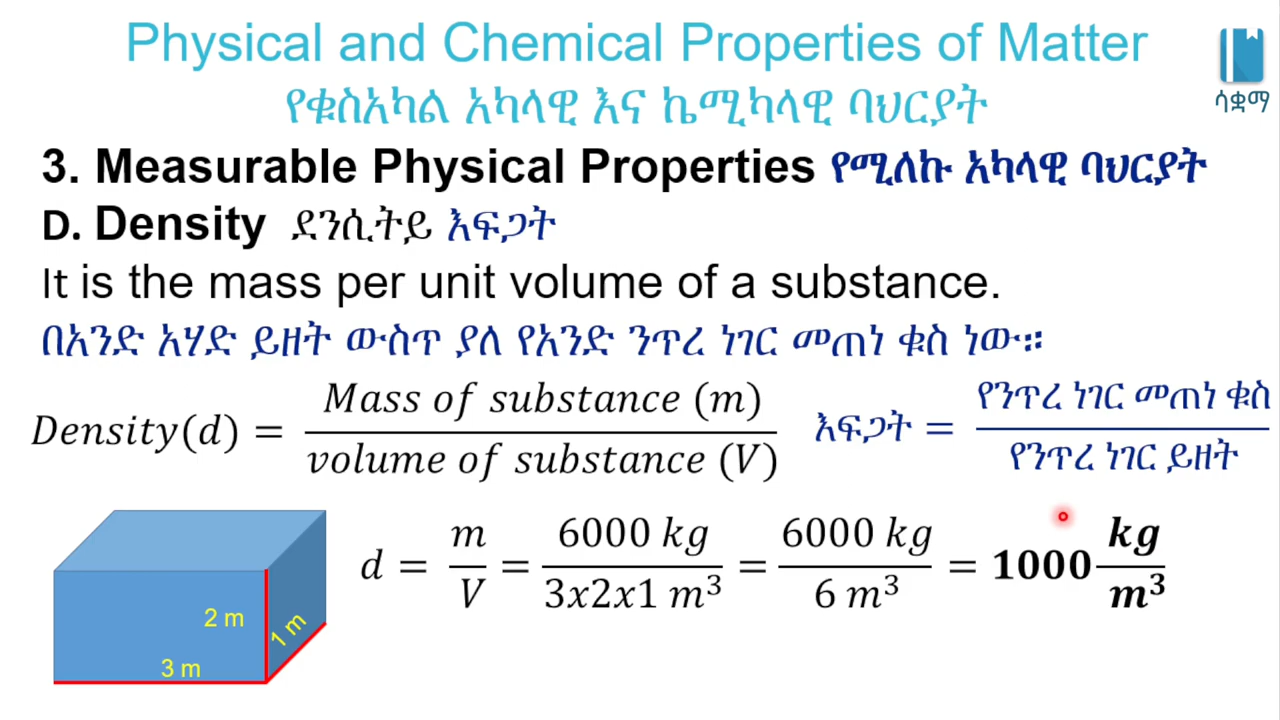 Physical and Chemical Properties of Matter
የቁስአካል አካላዊ እና ኬሚካላዊ ባህርያት
ሳቋማ
3. Measurable Physical Properties የሚለኩ አካላዊ ባህርያት
D. Density ደንሲትይ እፍጋት
It is the mass per unit volume of a substance.
በአንድ አሃድ ይዘት ውስጥ ያለ የአንድ ንጥረ ነገር መጠነ ቁስ ነው።
Density(d) = Mass of substance (m) / volume of substance (V)
እፍጋት = የንጥረ ነገር መጠነ ቁስ / የንጥረ ነገር ይዘት
d = m / V = 6000 kg / 3x2x1 m³ = 6000 kg / 6 m³ = 1000 kg / m³
2 m
1 m
3 m